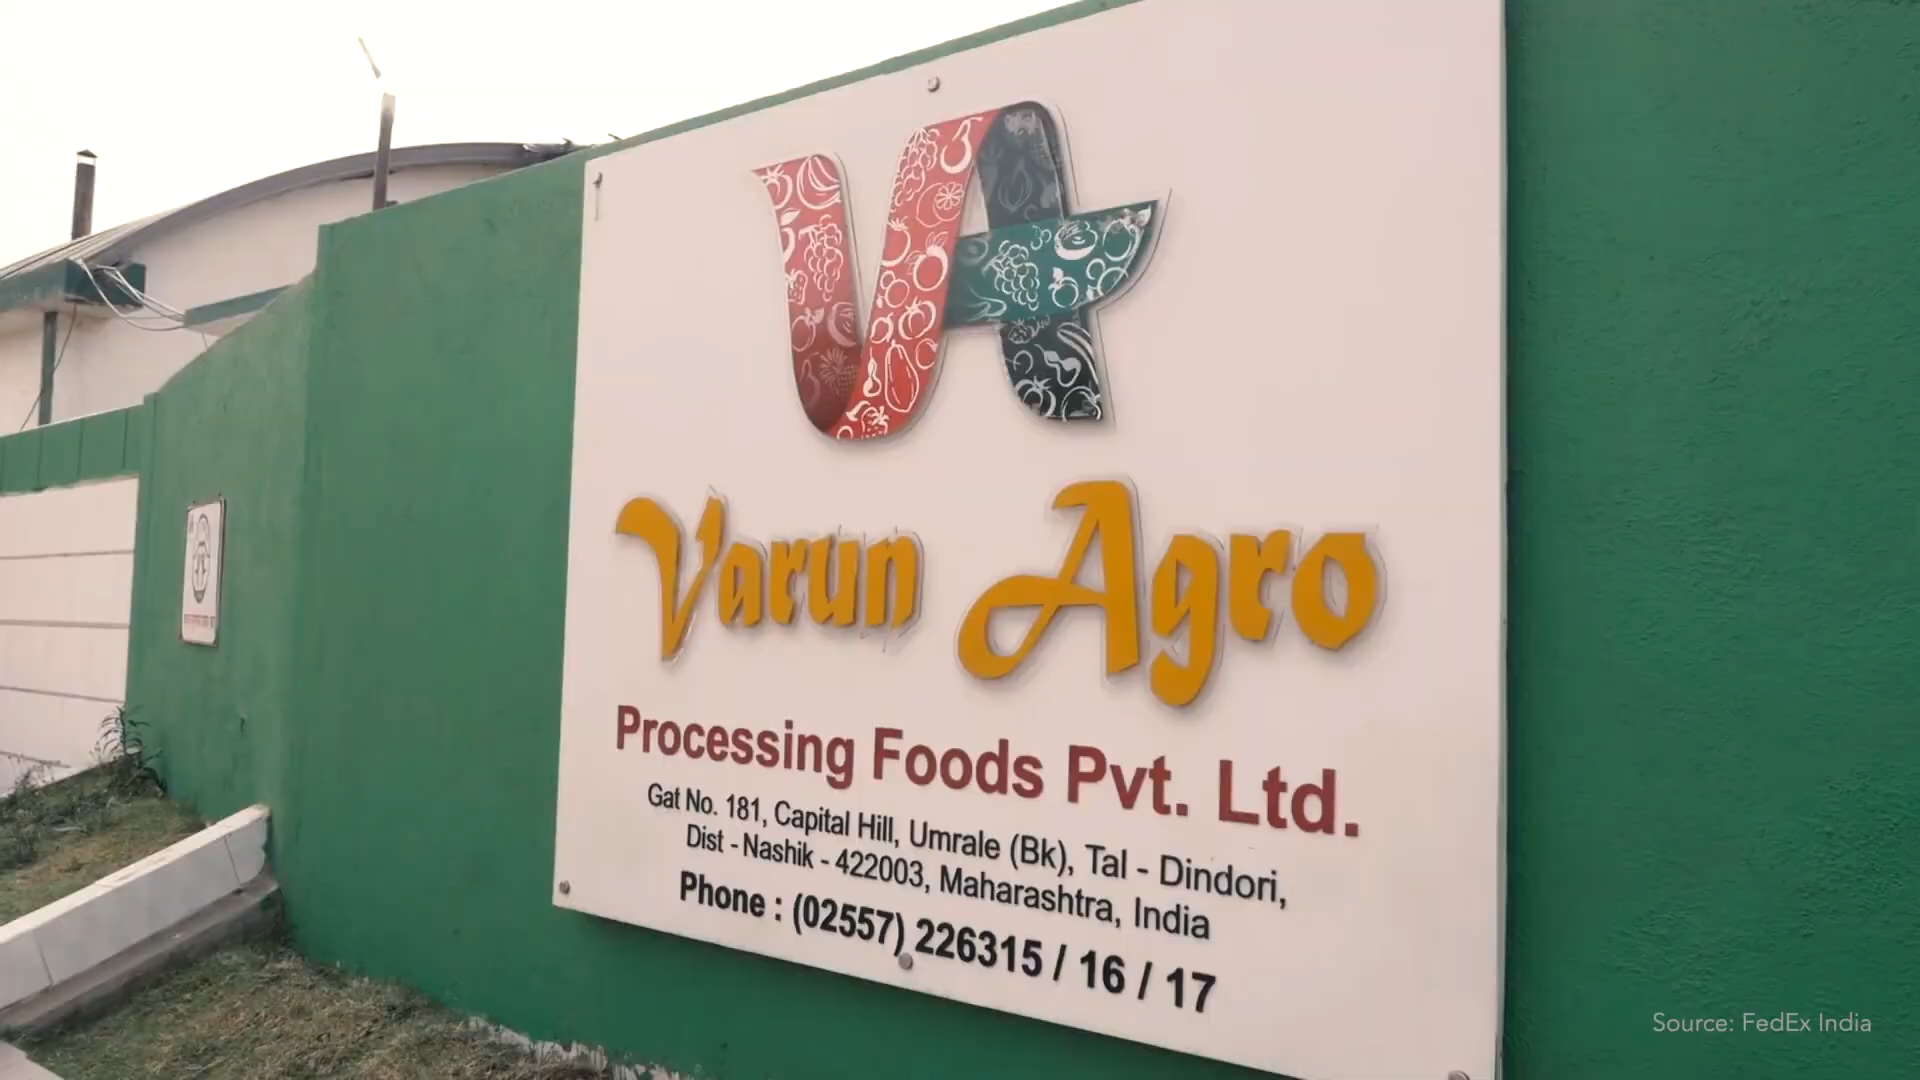 VA
Varun Agro
Processing Foods Pvt. Ltd.
Gat No. 181, Capital Hill, Umrale (Bk), Tal - Dindori,
Dist - Nashik - 422003, Maharashtra, India
Phone : (02557) 226315 / 16 / 17
Source: FedEx India